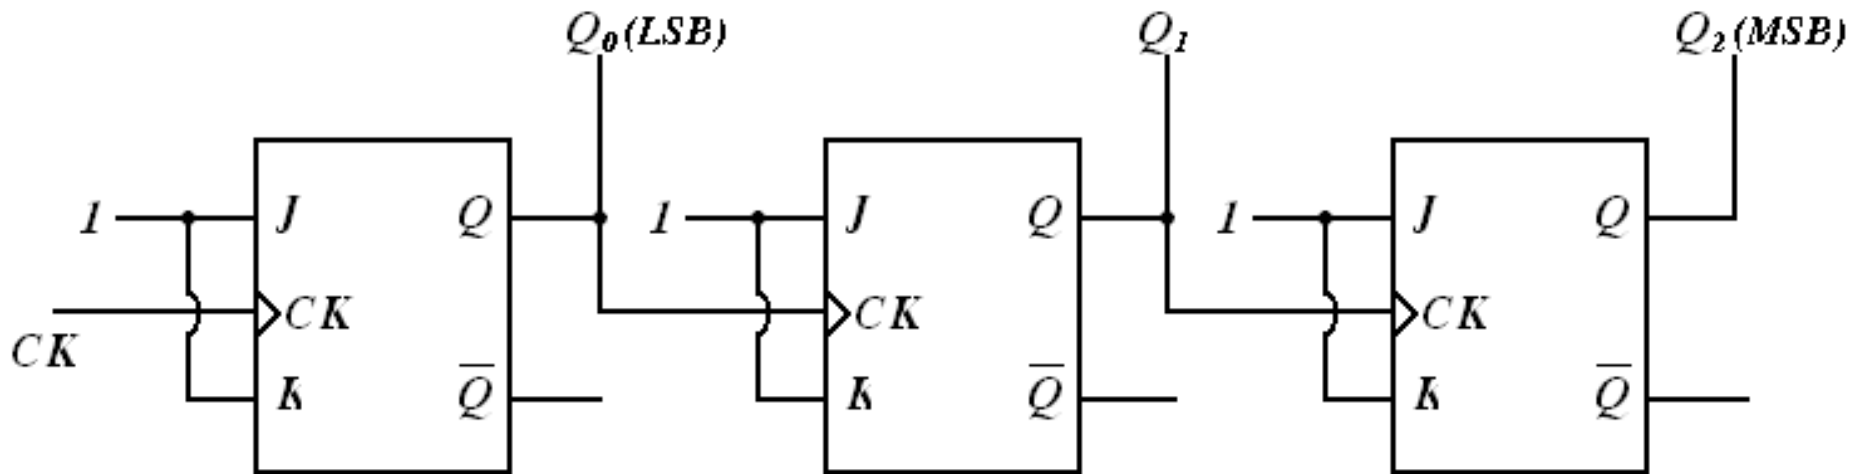 Q0 (LSB) Q1 Q2 (MSB)
1 J Q 1 J Q 1 J Q
CK CK CK
CK
K Q̅ K Q̅ K Q̅